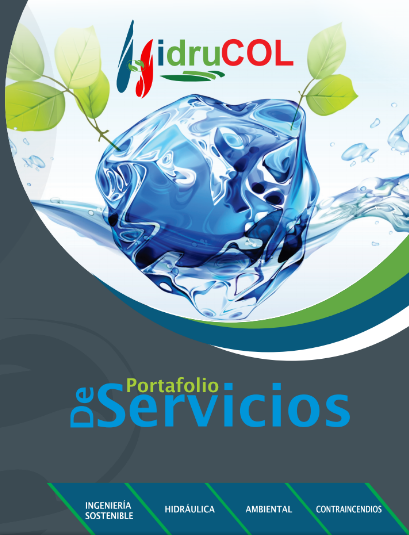 HidruCOL
Portafolio
De Servicios
INGENIERÍA
SOSTENIBLE
HIDRÁULICA
AMBIENTAL
CONTRAINCENDIOS